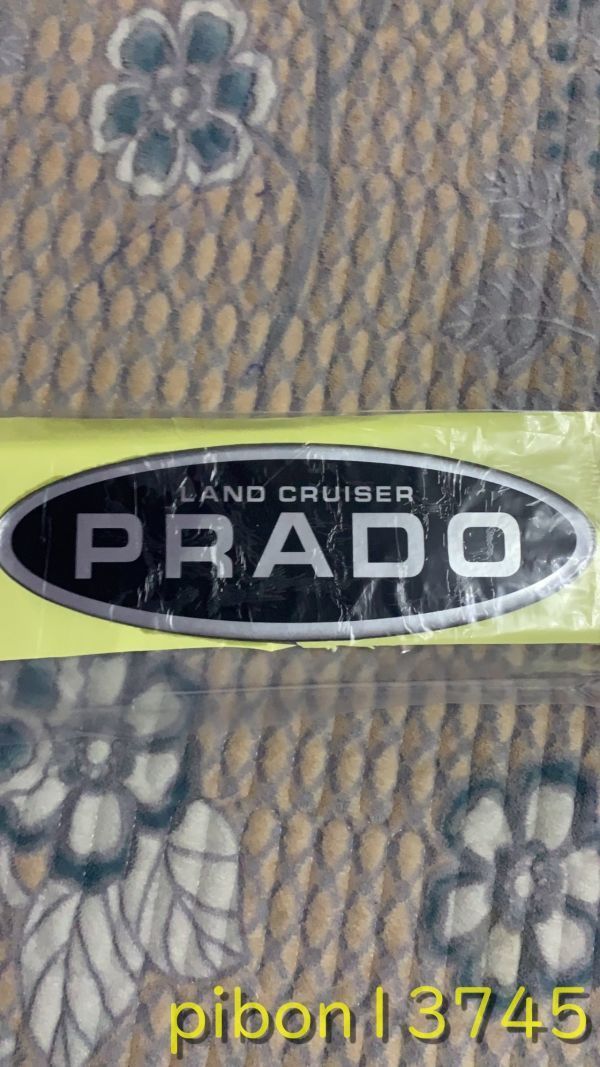 LAND CRUISER
PRADO
pibon13745